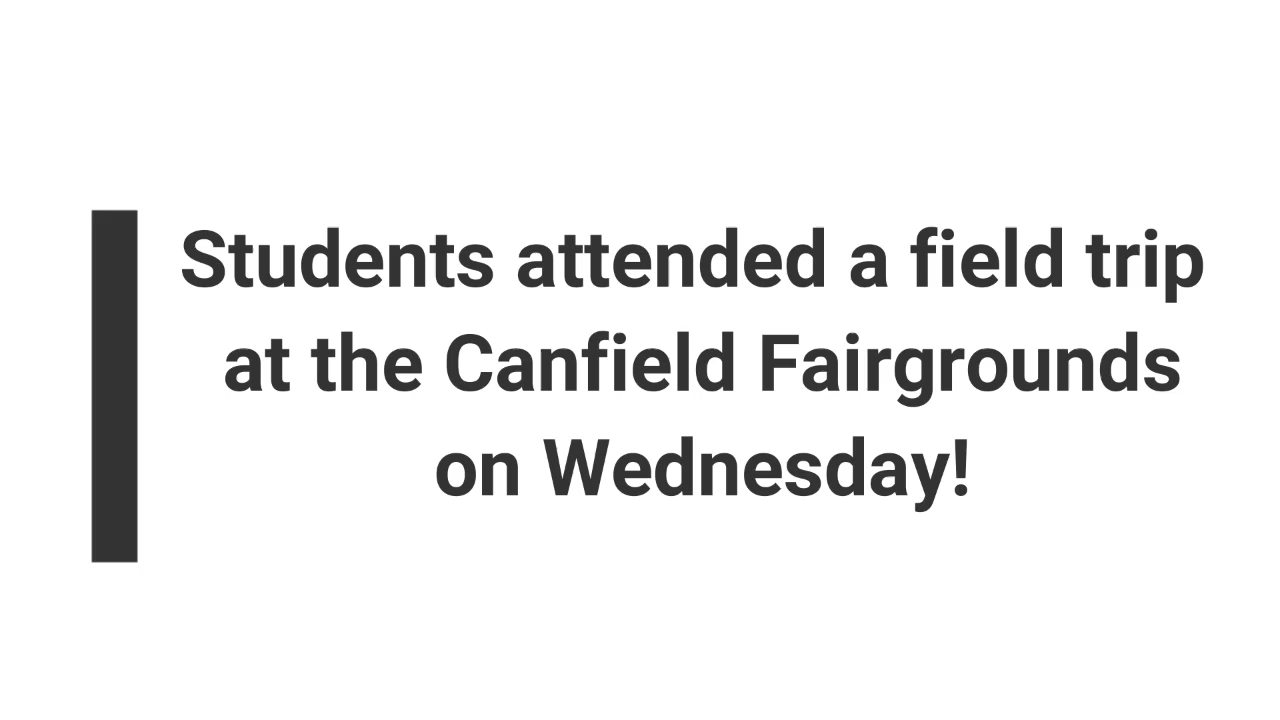 Students attended a field trip
at the Canfield Fairgrounds
on Wednesday!